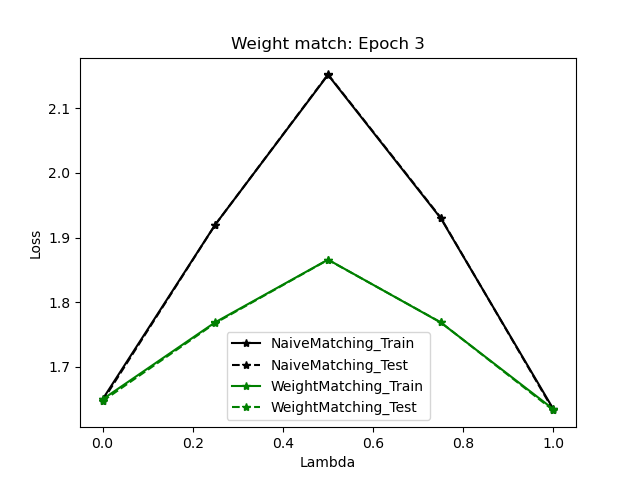 Weight match: Epoch 3
Loss
2.1
2.0
1.9
1.8
1.7
NaiveMatching_Train
NaiveMatching_Test
WeightMatching_Train
WeightMatching_Test
0.0 0.2 0.4 0.6 0.8 1.0
Lambda